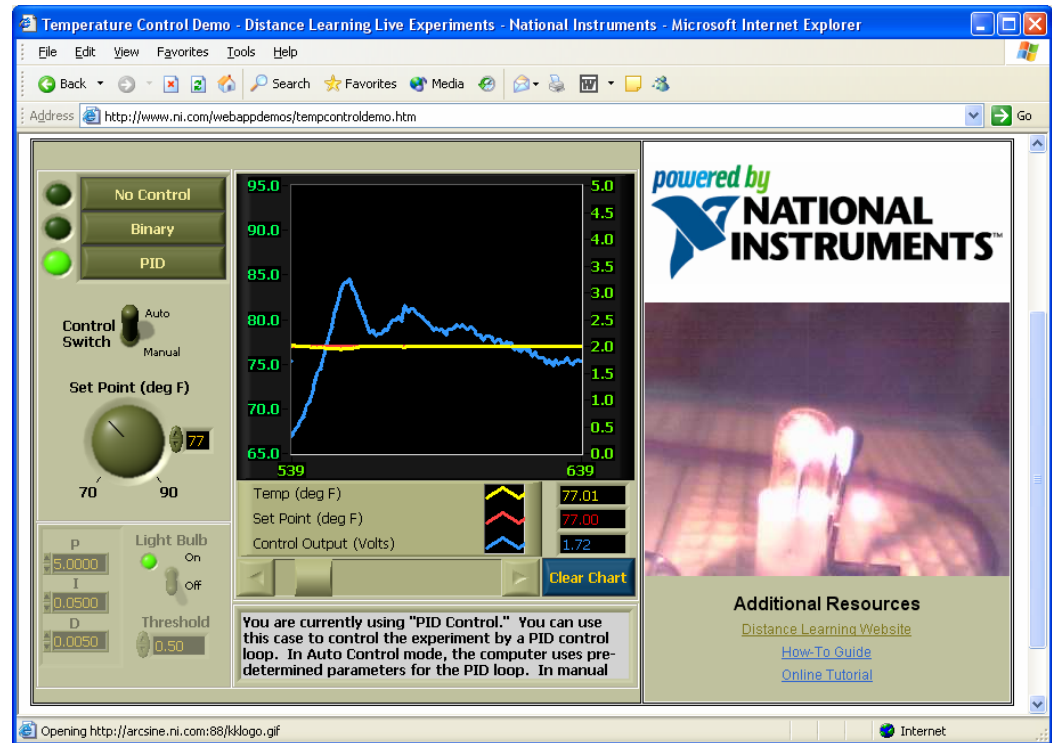 Temperature Control Demo - Distance Learning Live Experiments - National Instruments - Microsoft Internet Explorer
File Edit View Favorites Tools Help
Back Search Favorites Media
Address http://www.ni.com/webappdemos/tempcontroldemo.htm Go
No Control
Binary
PID
Control Switch
Auto
Manual
Set Point (deg F)
77
70 90
P
5.0000
I
0.0500
D
0.0050
Light Bulb
On
Off
Threshold
0.50
95.0
90.0
85.0
80.0
75.0
70.0
65.0
5.0
4.5
4.0
3.5
3.0
2.5
2.0
1.5
1.0
0.5
0.0
539 639
Temp (deg F) 77.01
Set Point (deg F) 77.00
Control Output (Volts) 1.72
Clear Chart
You are currently using "PID Control." You can use
this case to control the experiment by a PID control
loop. In Auto Control mode, the computer uses pre-
determined parameters for the PID loop. In manual
powered by
NATIONAL
INSTRUMENTS™
Additional Resources
Distance Learning Website
How-To Guide
Online Tutorial
Opening http://arcsine.ni.com:88/kklogo.gif Internet